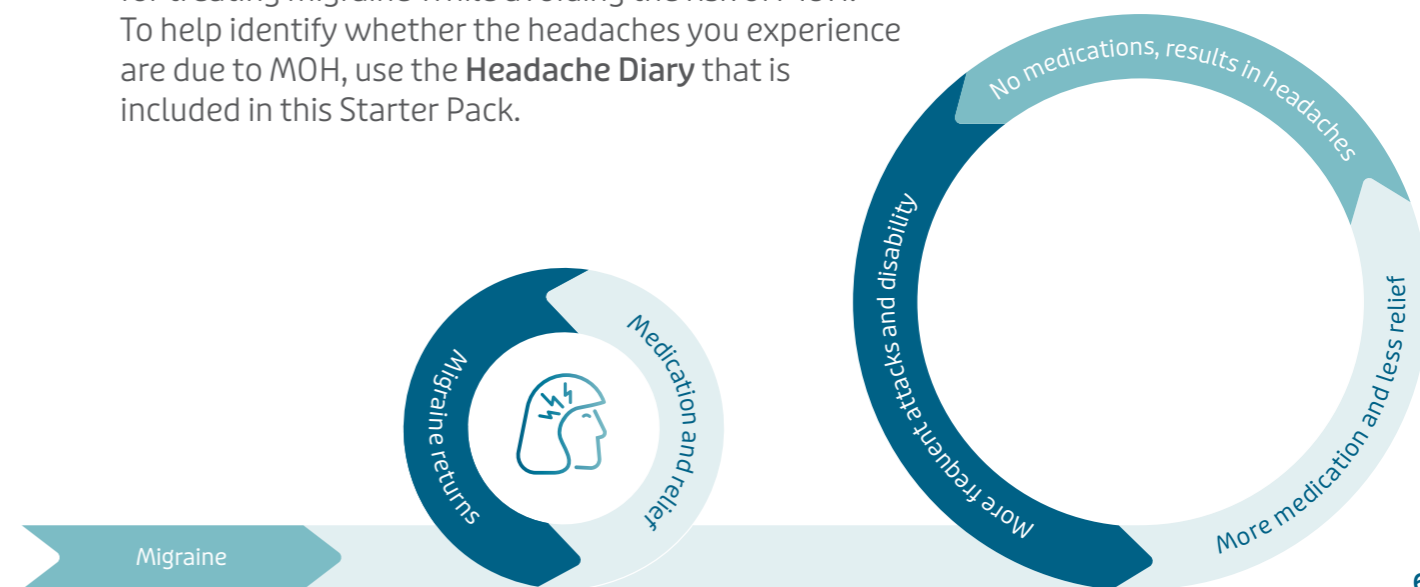 To help identify whether the headaches you experience
are due to MOH, use the Headache Diary that is
included in this Starter Pack.
No medications, results in headaches
More frequent attacks and disability
More medication and less relief
Migraine returns
Medication and relief
Migraine